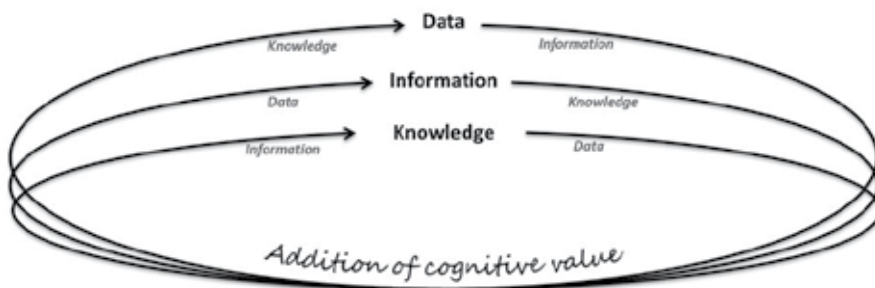 Data
Knowledge
Information
Information
Data
Knowledge
Knowledge
Information
Data
Addition of cognitive value